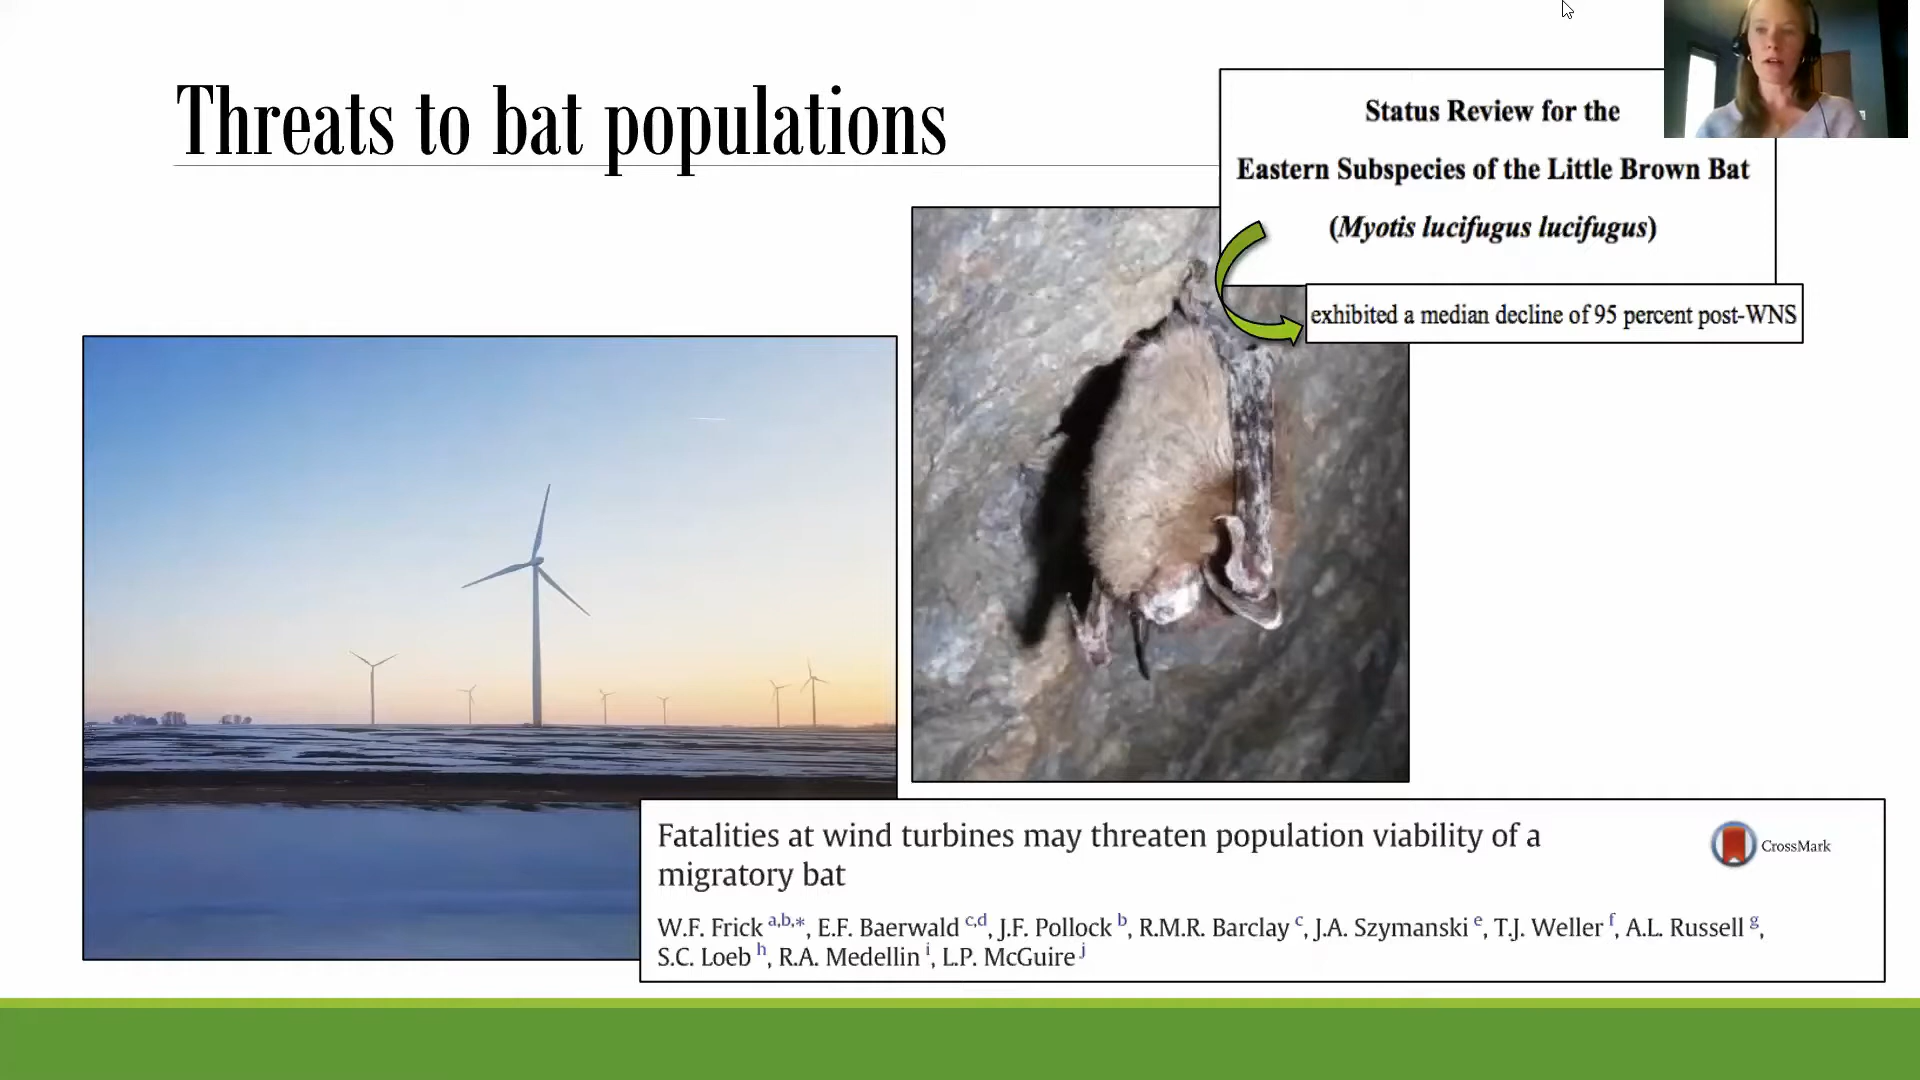 Threats to bat populations
Status Review for the
Eastern Subspecies of the Little Brown Bat
(Myotis lucifugus lucifugus)
exhibited a median decline of 95 percent post-WNS
Fatalities at wind turbines may threaten population viability of a
migratory bat
CrossMark
W.F. Frick a,b,*, E.F. Baerwald c,d, J.F. Pollock b, R.M.R. Barclay c, J.A. Szymanski e, T.J. Weller f, A.L. Russell g,
S.C. Loeb h, R.A. Medellin i, L.P. McGuire j